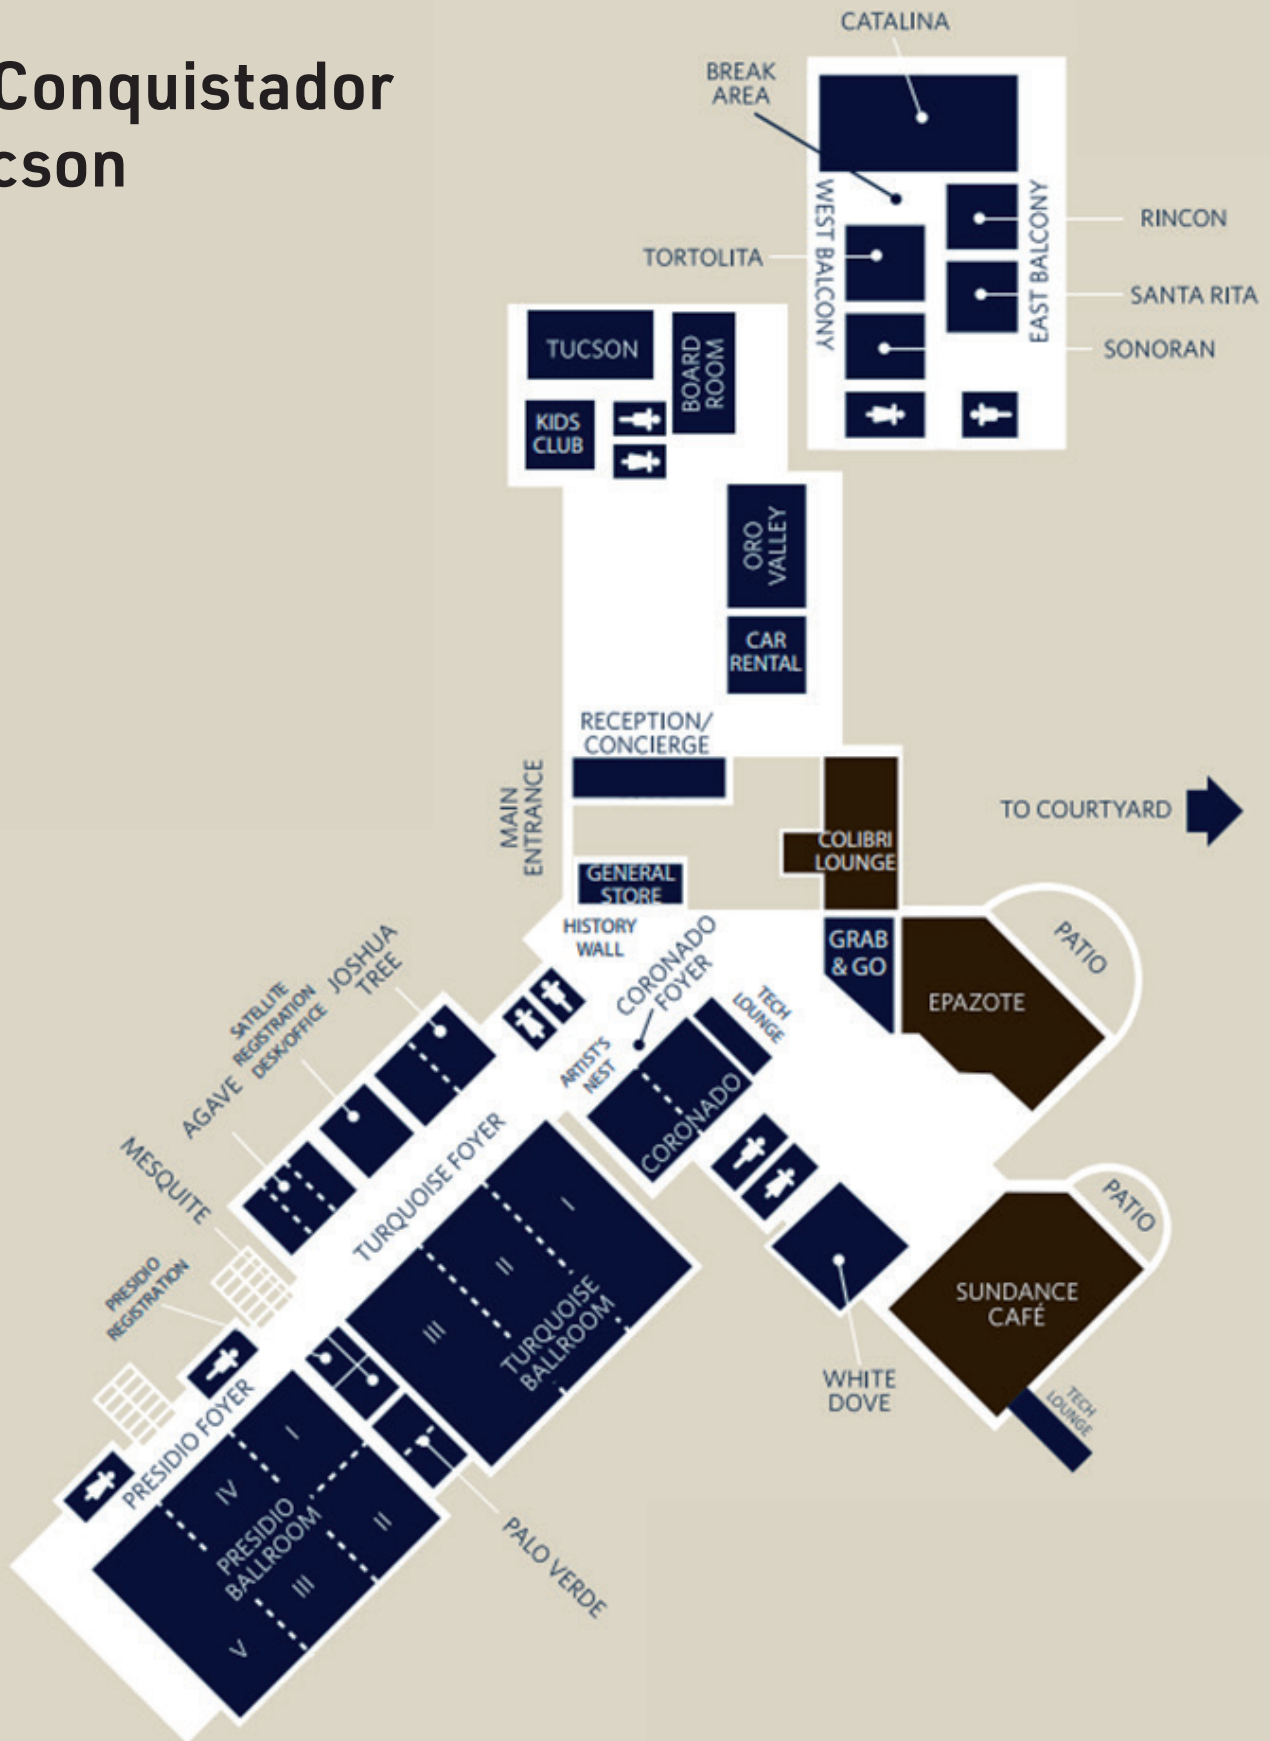 Conquistador
cson
CATALINA
BREAK
AREA
WEST BALCONY
EAST BALCONY
RINCON
TORTOLITA
SANTA RITA
SONORAN
TUCSON
BOARD
ROOM
KIDS
CLUB
ORO
VALLEY
CAR
RENTAL
RECEPTION/
CONCIERGE
MAIN
ENTRANCE
TO COURTYARD
COLIBRI
LOUNGE
GENERAL
STORE
HISTORY
WALL
GRAB
& GO
PATIO
EPAZOTE
CORONADO
FOYER
TECH
LOUNGE
JOSHUA
TREE
SATELLITE
REGISTRATION
DESK/OFFICE
AGAVE
ARTIST'S
NEST
CORONADO
MESQUITE
TURQUOISE FOYER
PATIO
PRESIDIO
REGISTRATION
I
II
III
TURQUOISE
BALLROOM
SUNDANCE
CAFÉ
WHITE
DOVE
TECH
LOUNGE
PRESIDIO FOYER
I
IV
PRESIDIO
BALLROOM
II
III
V
PALO VERDE